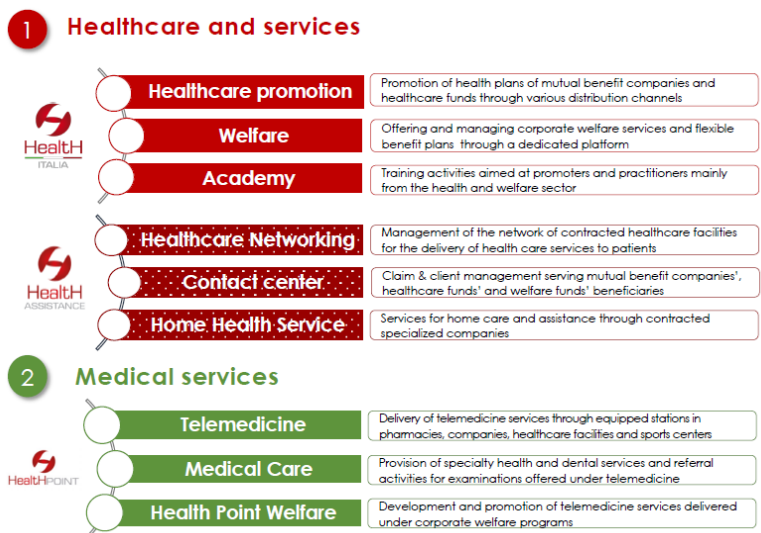 1 Healthcare and services
HealtH
ITALIA
Healthcare promotion
Promotion of health plans of mutual benefit companies and
healthcare funds through various distribution channels
Welfare
Offering and managing corporate welfare services and flexible
benefit plans through a dedicated platform
Academy
Training activities aimed at promoters and practitioners mainly
from the health and welfare sector
HealtH
ASSISTANCE
Healthcare Networking
Management of the network of contracted healthcare facilities
for the delivery of health care services to patients
Contact center
Claim & client management serving mutual benefit companies',
healthcare funds' and welfare funds' beneficiaries
Home Health Service
Services for home care and assistance through contracted
specialized companies
2 Medical services
HealtHPOINT
Telemedicine
Delivery of telemedicine services through equipped stations in
pharmacies, companies, healthcare facilities and sports centers
Medical Care
Provision of specialty health and dental services and referral
activities for examinations offered under telemedicine
Health Point Welfare
Development and promotion of telemedicine services delivered
under corporate welfare programs